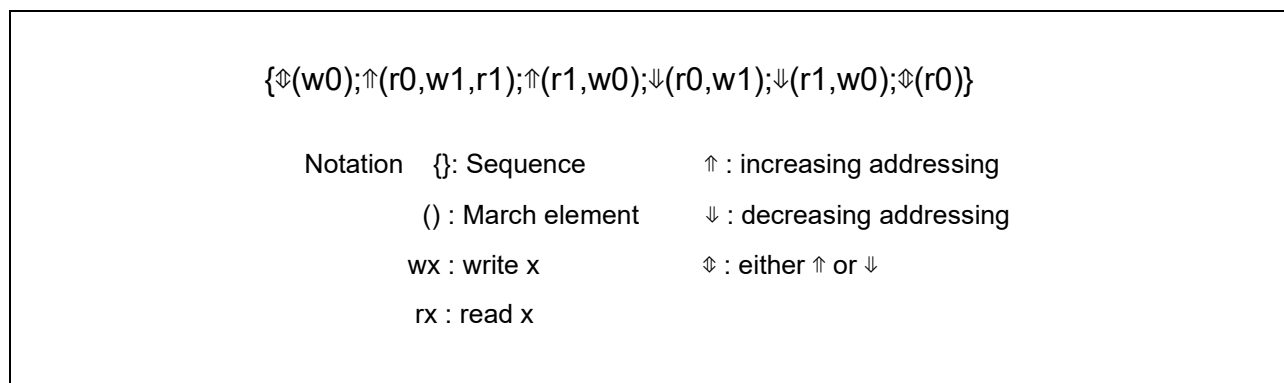 {⇕(w0);⇑(r0,w1,r1);⇑(r1,w0);⇓(r0,w1);⇓(r1,w0);⇕(r0)}
Notation {}: Sequence ⇑ : increasing addressing
() : March element ⇓ : decreasing addressing
wx : write x ⇕ : either ⇑ or ⇓
rx : read x